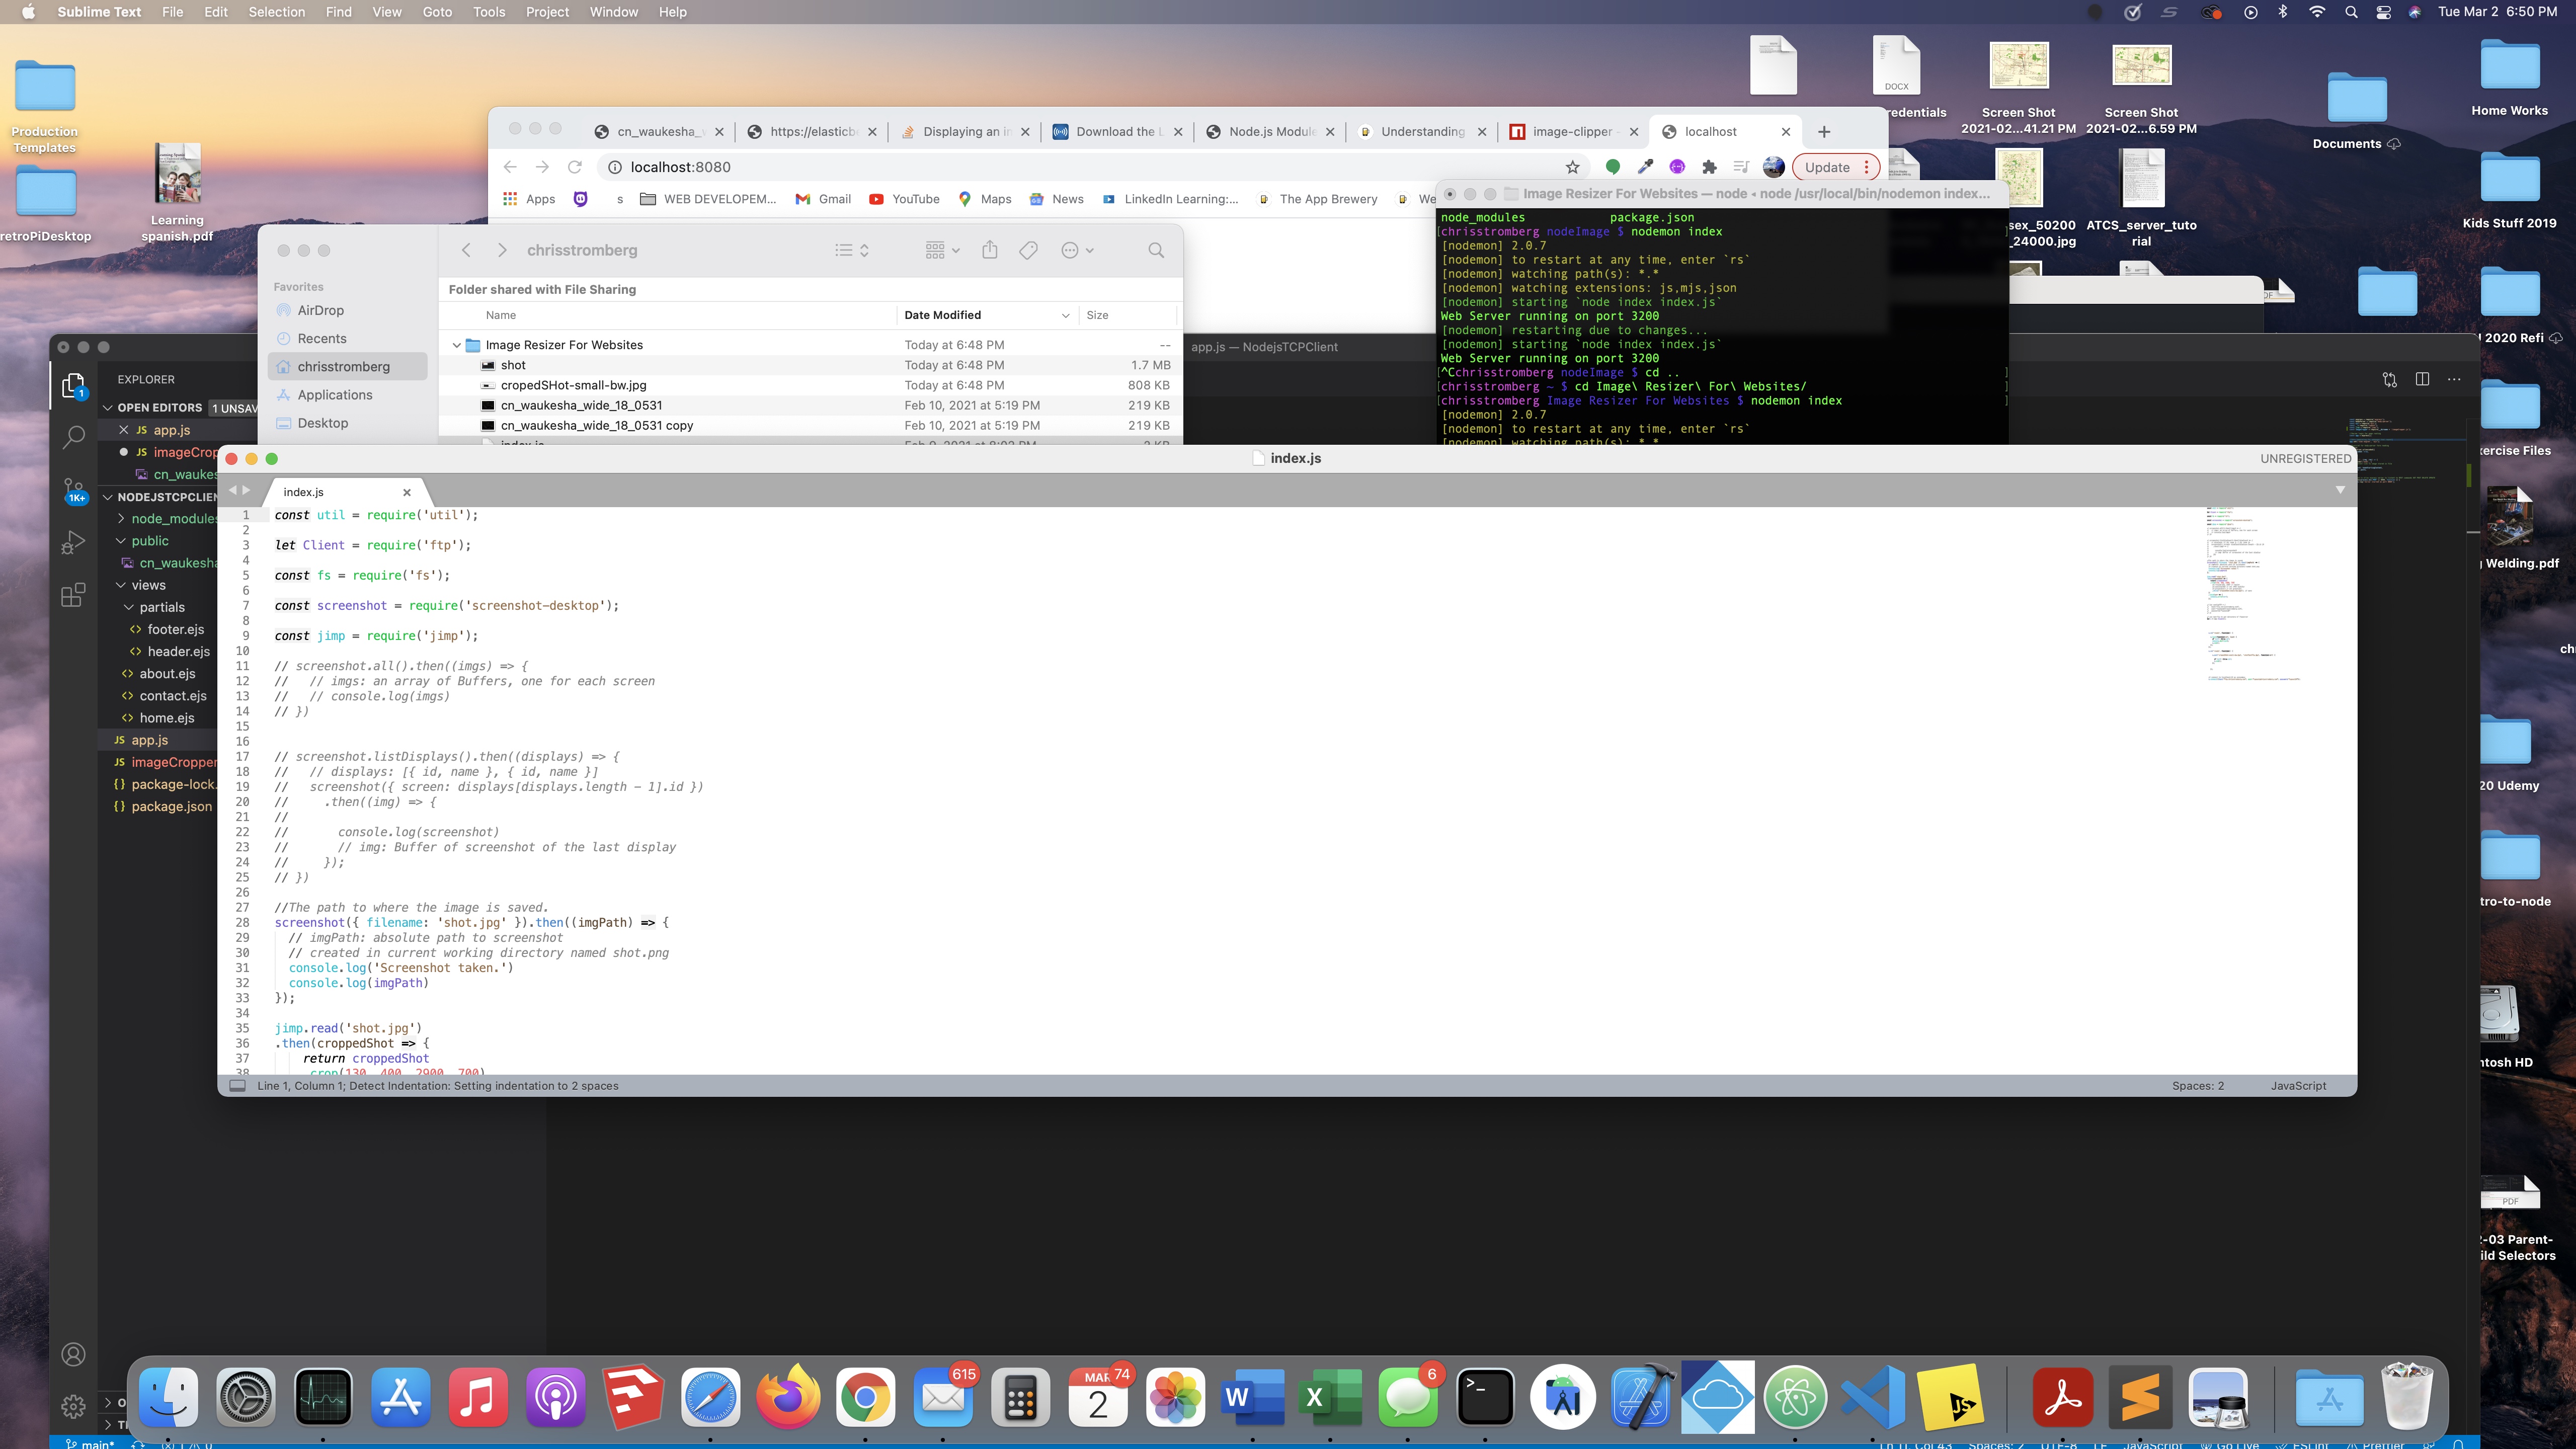 Sublime Text File Edit Selection Find View Goto Tools Project Window Help
Tue Mar 2 6:50 PM
Production
Templates
retroPiDesktop
Learning
spanish.pdf
DOCX
redentials
Screen Shot
2021-02...41.21 PM
Screen Shot
2021-02...6.59 PM
Documents
Home Works
Kids Stuff 2019
sex_50200
_24000.jpg
ATCS_server_tuto
rial
2020 Refi
ercise Files
Welding.pdf
20 Udemy
tro-to-node
ntosh HD
PDF
2-03 Parent-
ild Selectors
cn_waukesha_
https://elasticb
Displaying an i
Download the
Node.js Module
Understanding
image-clipper
localhost
localhost:8080
Update
Apps
s
WEB DEVELOPEM...
Gmail
YouTube
Maps
News
LinkedIn Learning:...
The App Brewery
We
Image Resizer For Websites — node ◂ node /usr/local/bin/nodemon index...
node_modules package.json
[chrisstromberg nodeImage $ nodemon index ]
[nodemon] 2.0.7
[nodemon] to restart at any time, enter `rs`
[nodemon] watching path(s): *.*
[nodemon] watching extensions: js,mjs,json
[nodemon] starting `node index index.js`
Web Server running on port 3200
[nodemon] restarting due to changes...
[nodemon] starting `node index index.js`
Web Server running on port 3200
[^Cchrisstromberg nodeImage $ cd .. ]
[chrisstromberg ~ $ cd Image\ Resizer\ For\ Websites/ ]
[chrisstromberg Image Resizer For Websites $ nodemon index ]
[nodemon] 2.0.7
[nodemon] to restart at any time, enter `rs`
[nodemon] watching path(s): *.*
chrisstromberg
Folder shared with File Sharing
Favorites
AirDrop
Recents
chrisstromberg
Applications
Desktop
Name Date Modified Size
Image Resizer For Websites Today at 6:48 PM --
shot Today at 6:48 PM 1.7 MB
cropedSHot-small-bw.jpg Today at 6:48 PM 808 KB
cn_waukesha_wide_18_0531 Feb 10, 2021 at 5:19 PM 219 KB
cn_waukesha_wide_18_0531 copy Feb 10, 2021 at 5:19 PM 219 KB
app.js — NodejsTCPClient
1
1K+
EXPLORER
OPEN EDITORS 1 UNSAV
JS app.js
JS imageCrop
cn_waukes
NODEJSTCPCLIEN
node_modules
public
cn_waukesha
views
partials
<> footer.ejs
<> header.ejs
<> about.ejs
<> contact.ejs
<> home.ejs
JS app.js
JS imageCropper
{} package-lock.
{} package.json
index.js
UNREGISTERED
index.js
1 const util = require('util');
2
3 let Client = require('ftp');
4
5 const fs = require('fs');
6
7 const screenshot = require('screenshot-desktop');
8
9 const jimp = require('jimp');
10
11 // screenshot.all().then((imgs) => {
12 // // imgs: an array of Buffers, one for each screen
13 // // console.log(imgs)
14 // })
15
16
17 // screenshot.listDisplays().then((displays) => {
18 // // displays: [{ id, name }, { id, name }]
19 // screenshot({ screen: displays[displays.length - 1].id })
20 // .then((img) => {
21 //
22 // console.log(screenshot)
23 // // img: Buffer of screenshot of the last display
24 // });
25 // })
26
27 //The path to where the image is saved.
28 screenshot({ filename: 'shot.jpg' }).then((imgPath) => {
29 // imgPath: absolute path to screenshot
30 // created in current working directory named shot.png
31 console.log('Screenshot taken.')
32 console.log(imgPath)
33 });
34
35 jimp.read('shot.jpg')
36 .then(croppedShot => {
37 return croppedShot
38 .crop(130, 400, 2900, 700)
Line 1, Column 1; Detect Indentation: Setting indentation to 2 spaces
Spaces: 2 JavaScript
615
MAR
2
74
6
main*